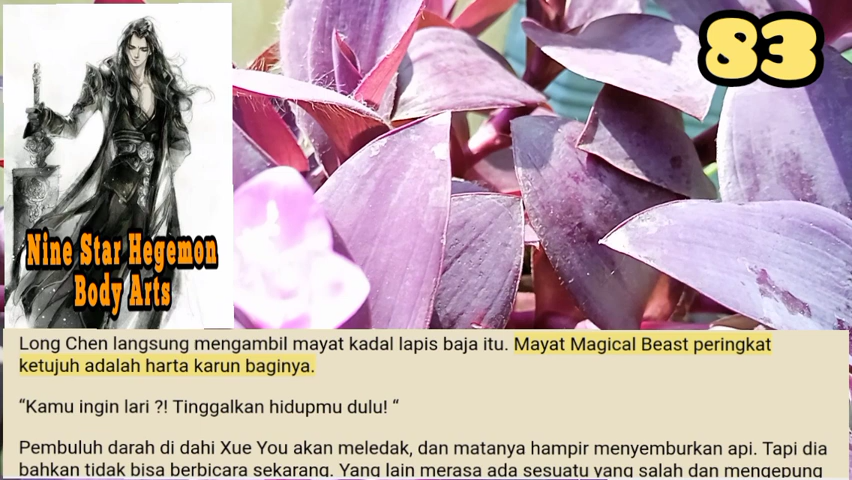 83
Nine Star Hegemon
Body Arts
Long Chen langsung mengambil mayat kadal lapis baja itu. Mayat Magical Beast peringkat
ketujuh adalah harta karun baginya.
“Kamu ingin lari ?! Tinggalkan hidupmu dulu! “
Pembuluh darah di dahi Xue You akan meledak, dan matanya hampir menyemburkan api. Tapi dia
bahkan tidak bisa berbicara sekarang. Yang lain merasa ada sesuatu yang salah dan mengepung